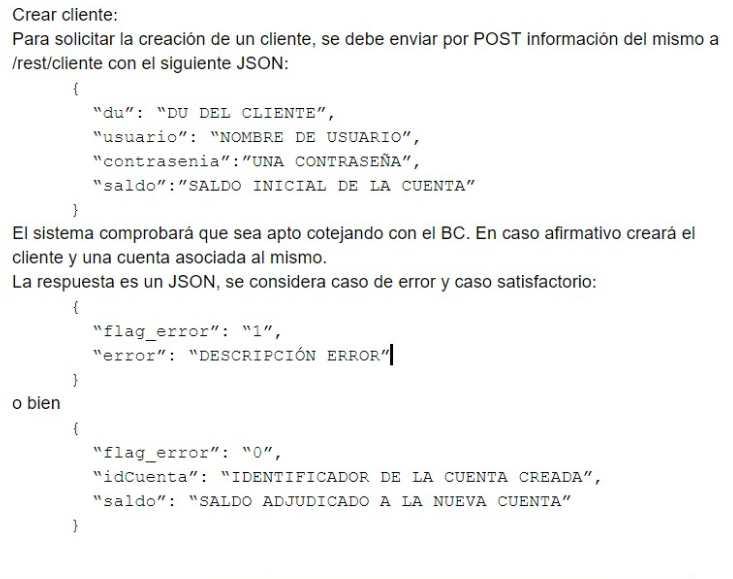 Crear cliente:
Para solicitar la creación de un cliente, se debe enviar por POST información del mismo a
/rest/cliente con el siguiente JSON:
{
“du”: “DU DEL CLIENTE”,
“usuario”: “NOMBRE DE USUARIO”,
“contrasenia”:”UNA CONTRASEÑA”,
“saldo”:”SALDO INICIAL DE LA CUENTA”
}
El sistema comprobará que sea apto cotejando con el BC. En caso afirmativo creará el
cliente y una cuenta asociada al mismo.
La respuesta es un JSON, se considera caso de error y caso satisfactorio:
{
“flag_error”: “1”,
“error”: “DESCRIPCIÓN ERROR”
}
o bien
{
“flag_error”: “0”,
“idCuenta”: “IDENTIFICADOR DE LA CUENTA CREADA”,
“saldo”: “SALDO ADJUDICADO A LA NUEVA CUENTA”
}